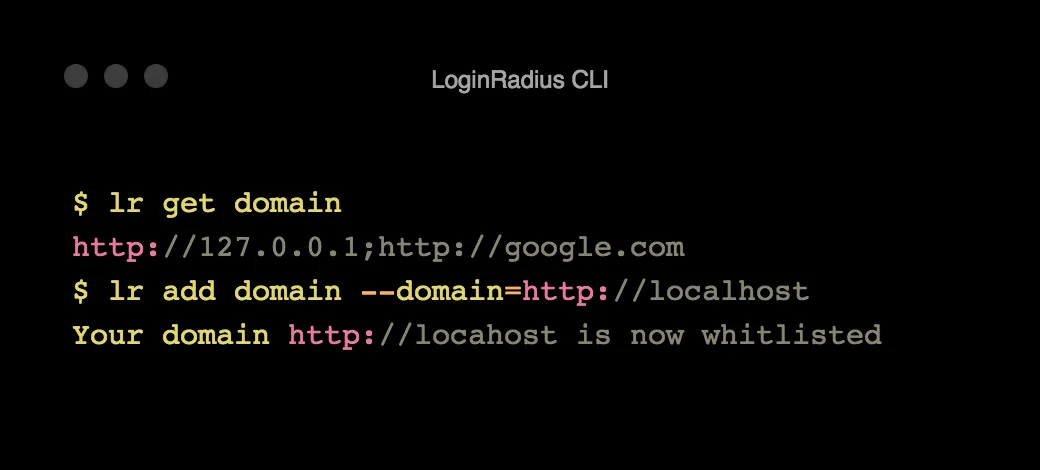 LoginRadius CLI
$ lr get domain
http://127.0.0.1;http://google.com
$ lr add domain --domain=http://localhost
Your domain http://locahost is now whitlisted